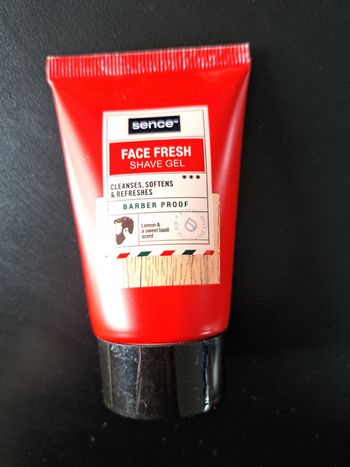 sence
FACE FRESH
SHAVE GEL
CLEANSES, SOFTENS
& REFRESHES
BARBER PROOF
Lemon &
a sweet basil
scent